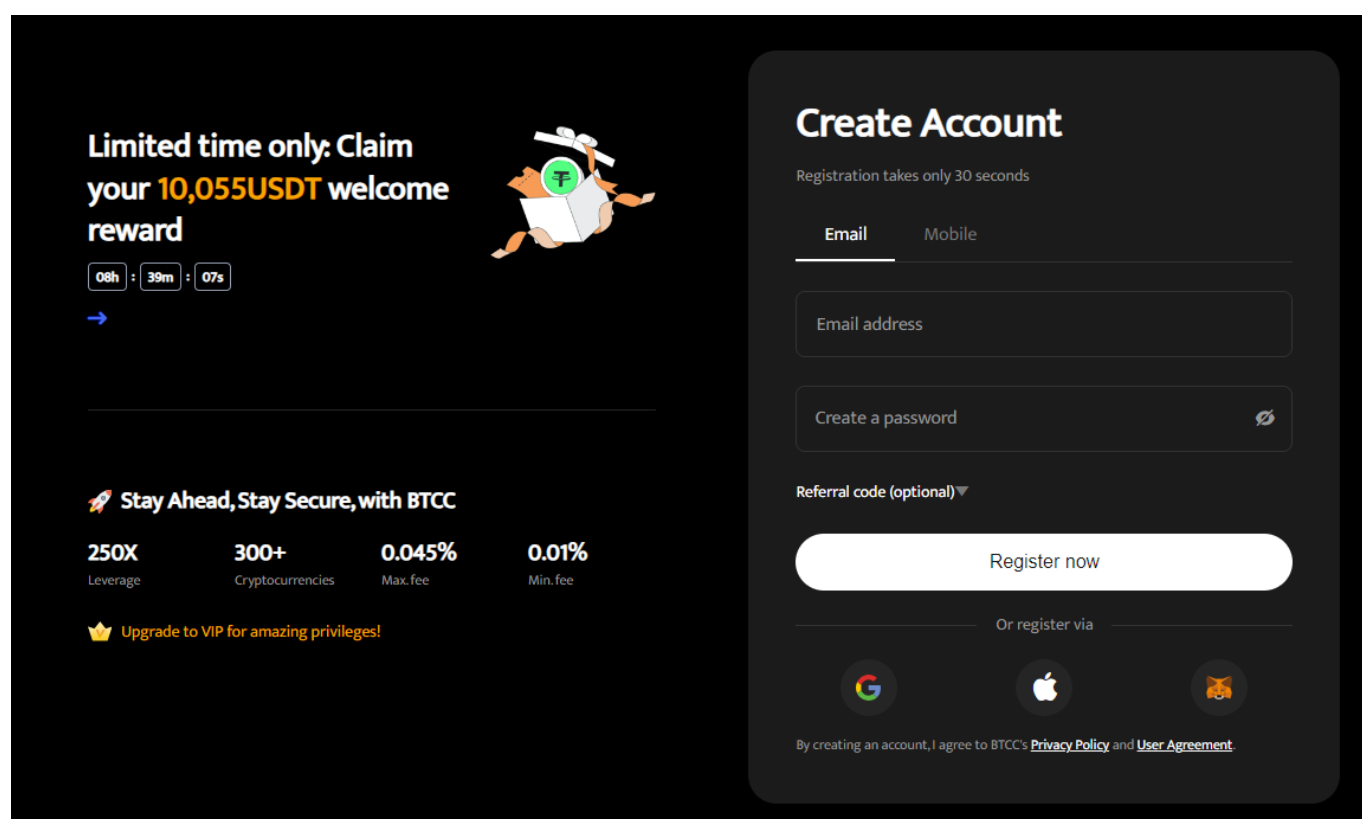 Limited time only: Claim
your 10,055USDT welcome
reward
08h : 39m : 07s
Stay Ahead, Stay Secure, with BTCC
250X 300+ 0.045% 0.01%
Leverage Cryptocurrencies Max. fee Min. fee
Upgrade to VIP for amazing privileges!
Create Account
Registration takes only 30 seconds
Email Mobile
Email address
Create a password
Referral code (optional)
Register now
Or register via
By creating an account, I agree to BTCC's Privacy Policy and User Agreement.